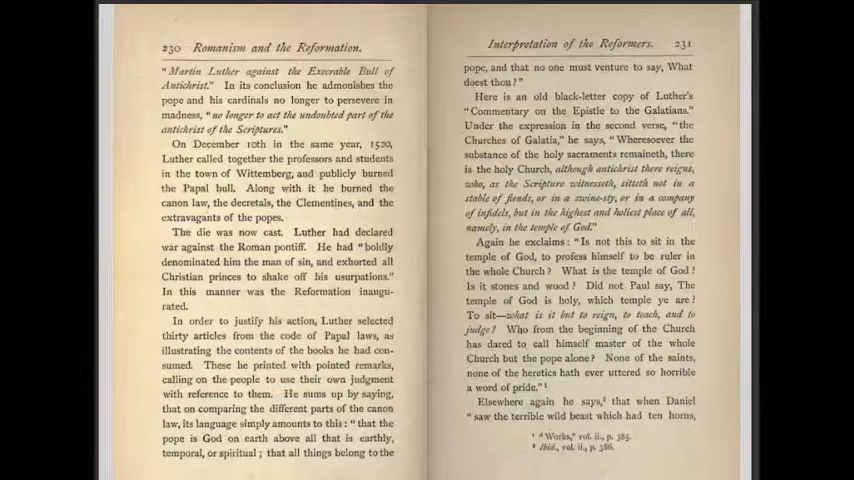 230 Romanism and the Reformation.
"Martin Luther against the Execrable Bull of
Antichrist." In its conclusion he admonishes the
pope and his cardinals no longer to persevere in
madness, "no longer to act the undoubted part of the
antichrist of the Scriptures."
On December 10th in the same year, 1520,
Luther called together the professors and students
in the town of Wittemberg, and publicly burned
the Papal bull. Along with it he burned the
canon law, the decretals, the Clementines, and the
extravagants of the popes.
The die was now cast. Luther had declared
war against the Roman pontiff. He had "boldly
denominated him the man of sin, and exhorted all
Christian princes to shake off his usurpations."
In this manner was the Reformation inaugu-
rated.
In order to justify his action, Luther selected
thirty articles from the code of Papal laws, as
illustrating the contents of the books he had con-
sumed. These he printed with pointed remarks,
calling on the people to use their own judgment
with reference to them. He sums up by saying,
that on comparing the different parts of the canon
law, its language simply amounts to this: "that the
pope is God on earth above all that is earthly,
temporal, or spiritual; that all things belong to the
Interpretation of the Reformers. 231
pope, and that no one must venture to say, What
doest thou?"
Here is an old black-letter copy of Luther's
"Commentary on the Epistle to the Galatians."
Under the expression in the second verse, "the
Churches of Galatia," he says, "Wheresoever the
substance of the holy sacraments remaineth, there
is the holy Church, although antichrist there reigns,
who, as the Scripture witnesseth, sitteth not in a
stable of fiends, or in a swine-sty, or in a company
of infidels, but in the highest and holiest place of all,
namely, in the temple of God."
Again he exclaims: "Is not this to sit in the
temple of God, to profess himself to be ruler in
the whole Church? What is the temple of God?
Is it stones and wood? Did not Paul say, The
temple of God is holy, which temple ye are?
To sit—what is it but to reign, to teach, and to
judge? Who from the beginning of the Church
has dared to call himself master of the whole
Church but the pope alone? None of the saints,
none of the heretics hath ever uttered so horrible
a word of pride." 1
Elsewhere again he says,2 that when Daniel
"saw the terrible wild beast which had ten horns,
1 "Works," vol. ii., p. 385.
2 Ibid., vol. ii., p. 386.